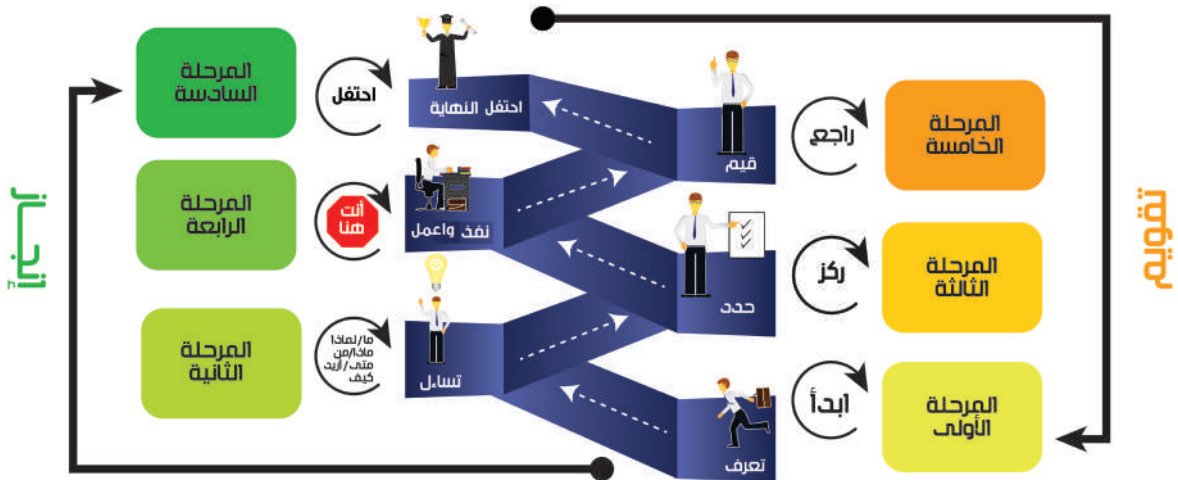 المرحلة
السادسة
احتفل
احتفل النهاية
قيم
راجع
المرحلة
الخامسة
المرحلة
الرابعة
أنت
هنا
نفذ واعمل
حدد
ركز
المرحلة
الثالثة
المرحلة
الثانية
ما/لماذا
ماذا/من
متى/أريد
كيف
تساءل
تعرف
ابدأ
المرحلة
الأولى
إنجاز
تقويم